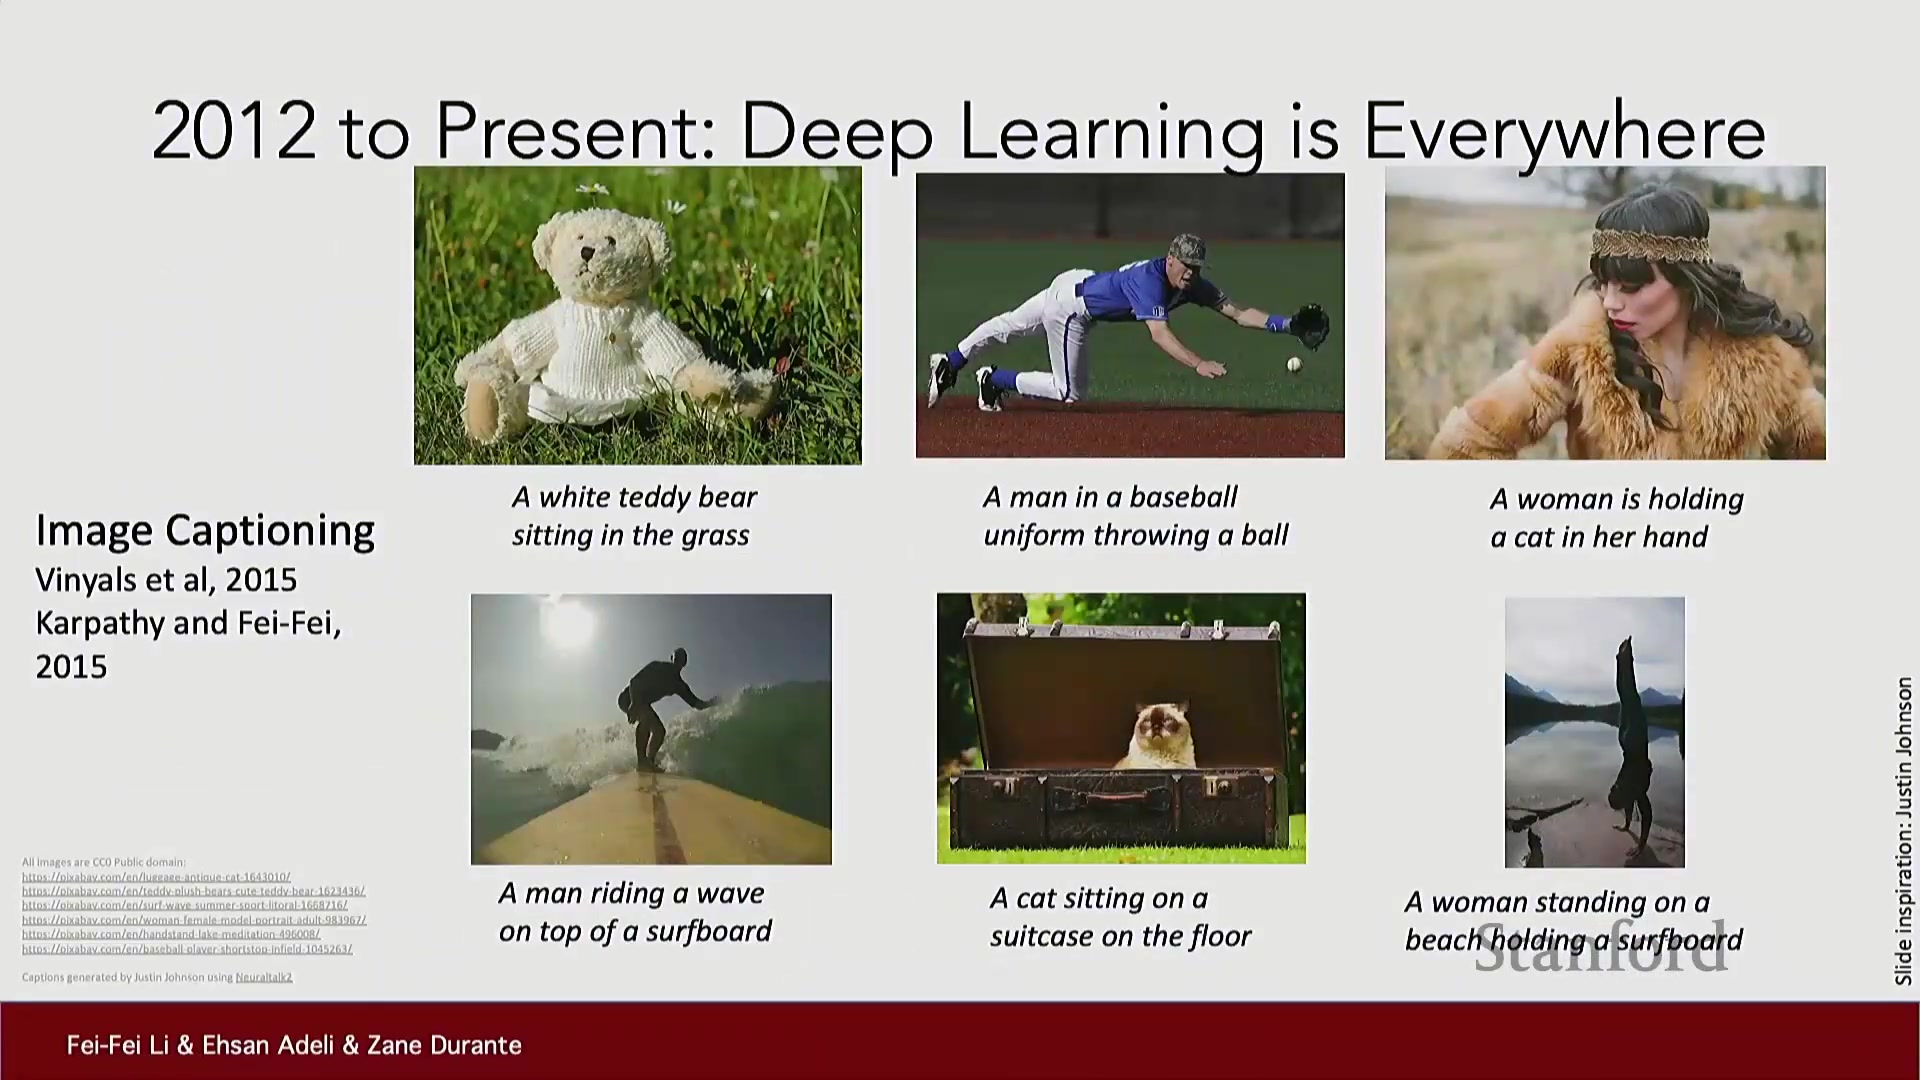 2012 to Present: Deep Learning is Everywhere
A white teddy bear
sitting in the grass
A man in a baseball
uniform throwing a ball
A woman is holding
a cat in her hand
Image Captioning
Vinyals et al, 2015
Karpathy and Fei-Fei,
2015
A man riding a wave
on top of a surfboard
A cat sitting on a
suitcase on the floor
A woman standing on a
beach holding a surfboard
Stanford
All images are CC0 Public domain:
https://pixabay.com/en/luggage-antique-cat-1643010/
https://pixabay.com/en/teddy-plush-bears-cute-teddy-bear-1623436/
https://pixabay.com/en/surf-wave-summer-sport-litoral-1668716/
https://pixabay.com/en/woman-female-model-portrait-adult-983967/
https://pixabay.com/en/handstand-lake-meditation-496008/
https://pixabay.com/en/baseball-player-shortstop-infield-1045263/
Captions generated by Justin Johnson using Neuraltalk2
Slide inspiration: Justin Johnson
Fei-Fei Li & Ehsan Adeli & Zane Durante